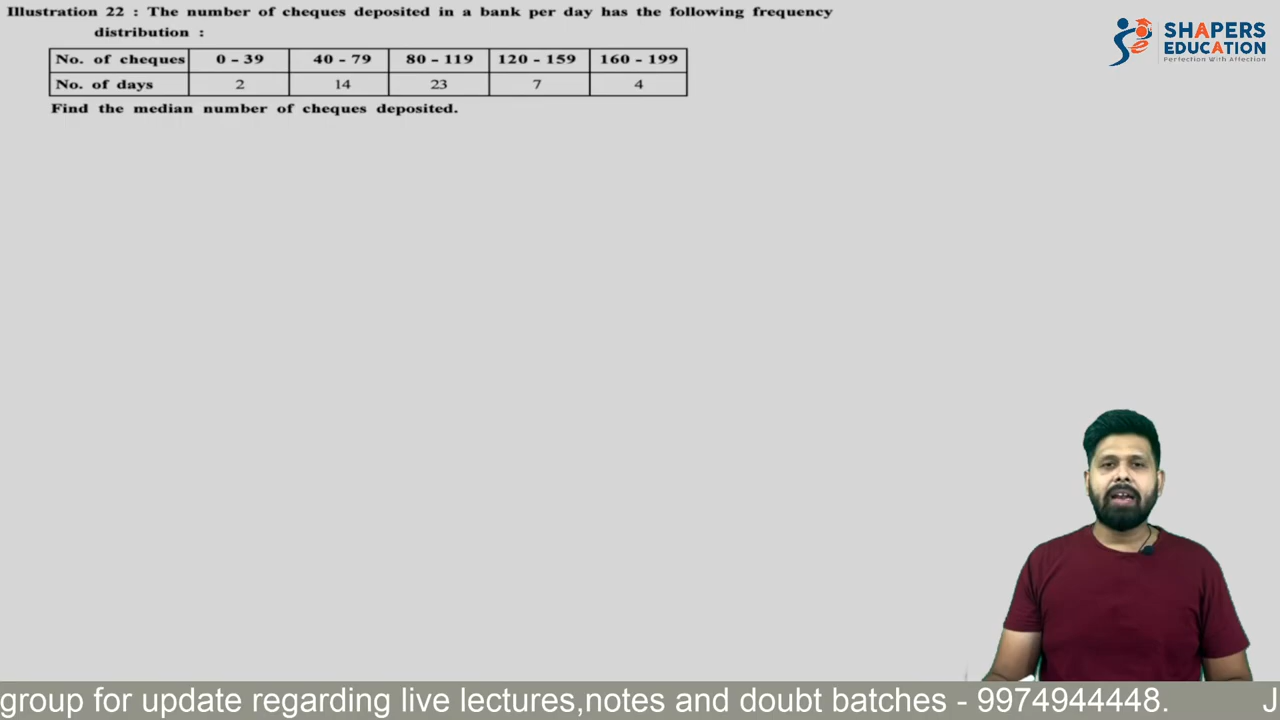 Illustration 22 : The number of cheques deposited in a bank per day has the following frequency
distribution :
No. of cheques 0 - 39 40 - 79 80 - 119 120 - 159 160 - 199
No. of days 2 14 23 7 4
Find the median number of cheques deposited.
SHAPERS
EDUCATION
Perfection With Affection
group for update regarding live lectures,notes and doubt batches - 9974944448. J